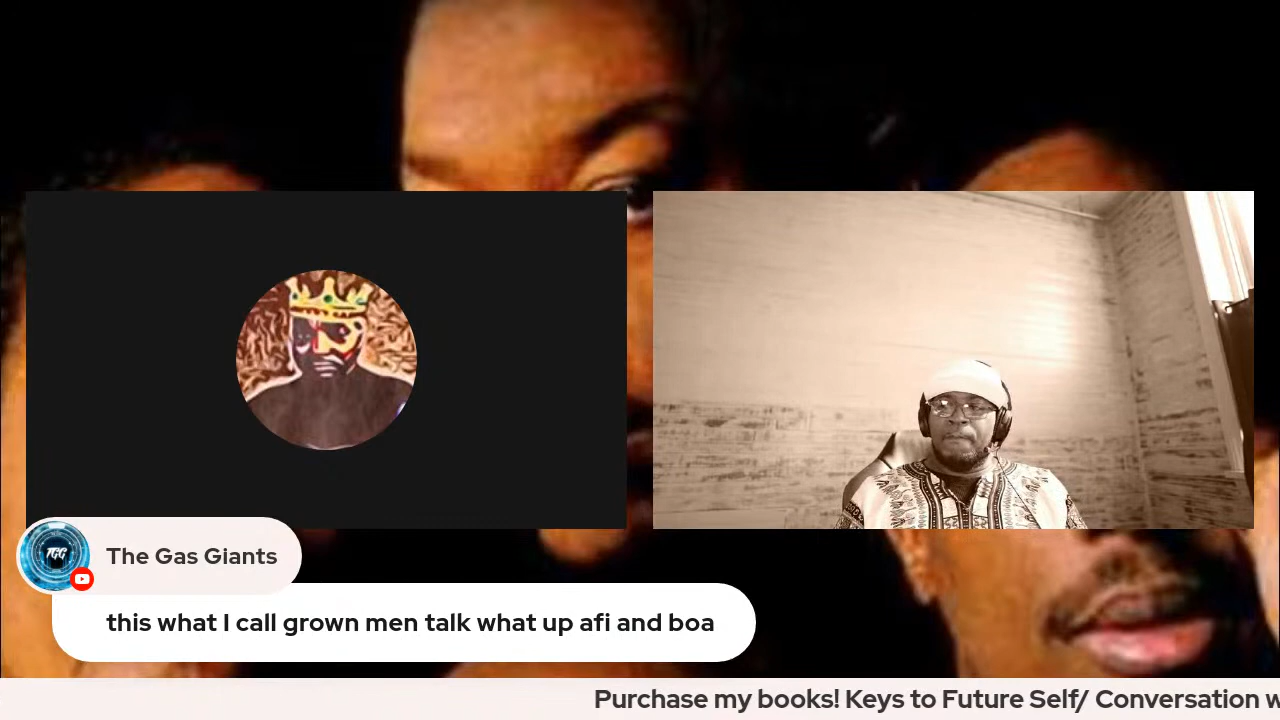 TGG
The Gas Giants
this what I call grown men talk what up afi and boa
Purchase my books! Keys to Future Self/ Conversation w